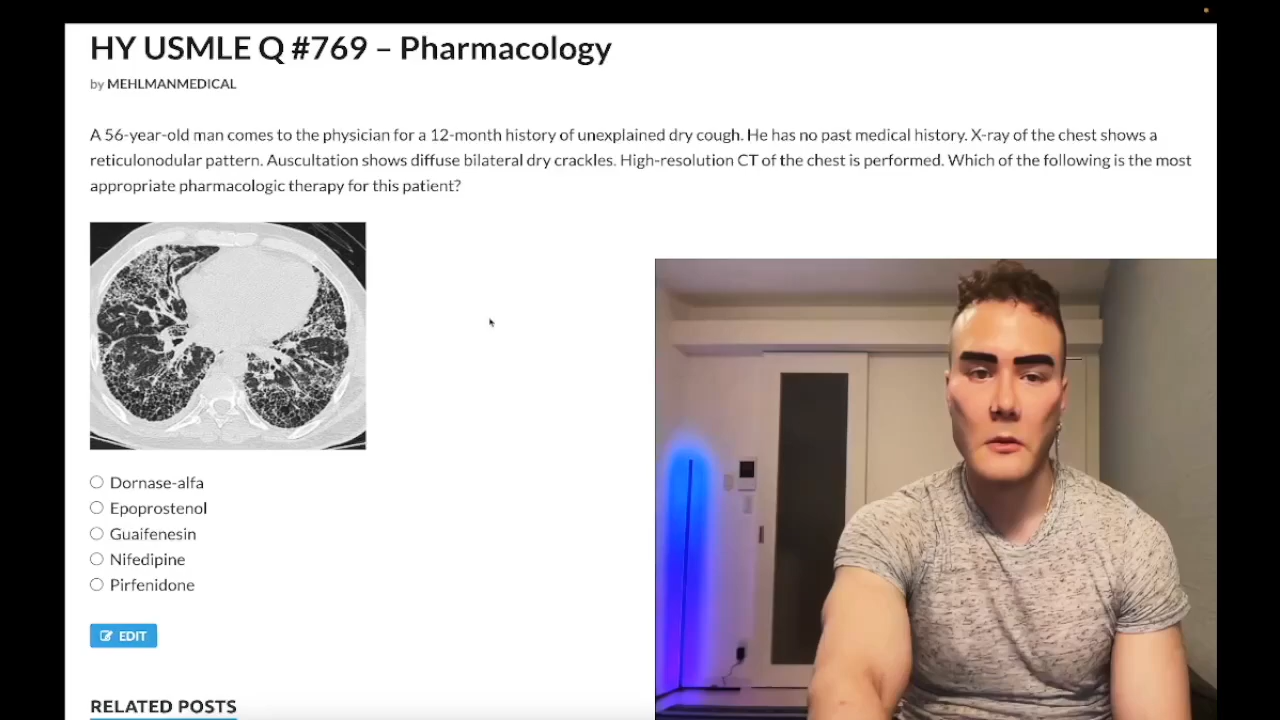 HY USMLE Q #769 – Pharmacology
by MEHLMANMEDICAL
A 56-year-old man comes to the physician for a 12-month history of unexplained dry cough. He has no past medical history. X-ray of the chest shows a
reticulonodular pattern. Auscultation shows diffuse bilateral dry crackles. High-resolution CT of the chest is performed. Which of the following is the most
appropriate pharmacologic therapy for this patient?
Dornase-alfa
Epoprostenol
Guaifenesin
Nifedipine
Pirfenidone
EDIT
RELATED POSTS